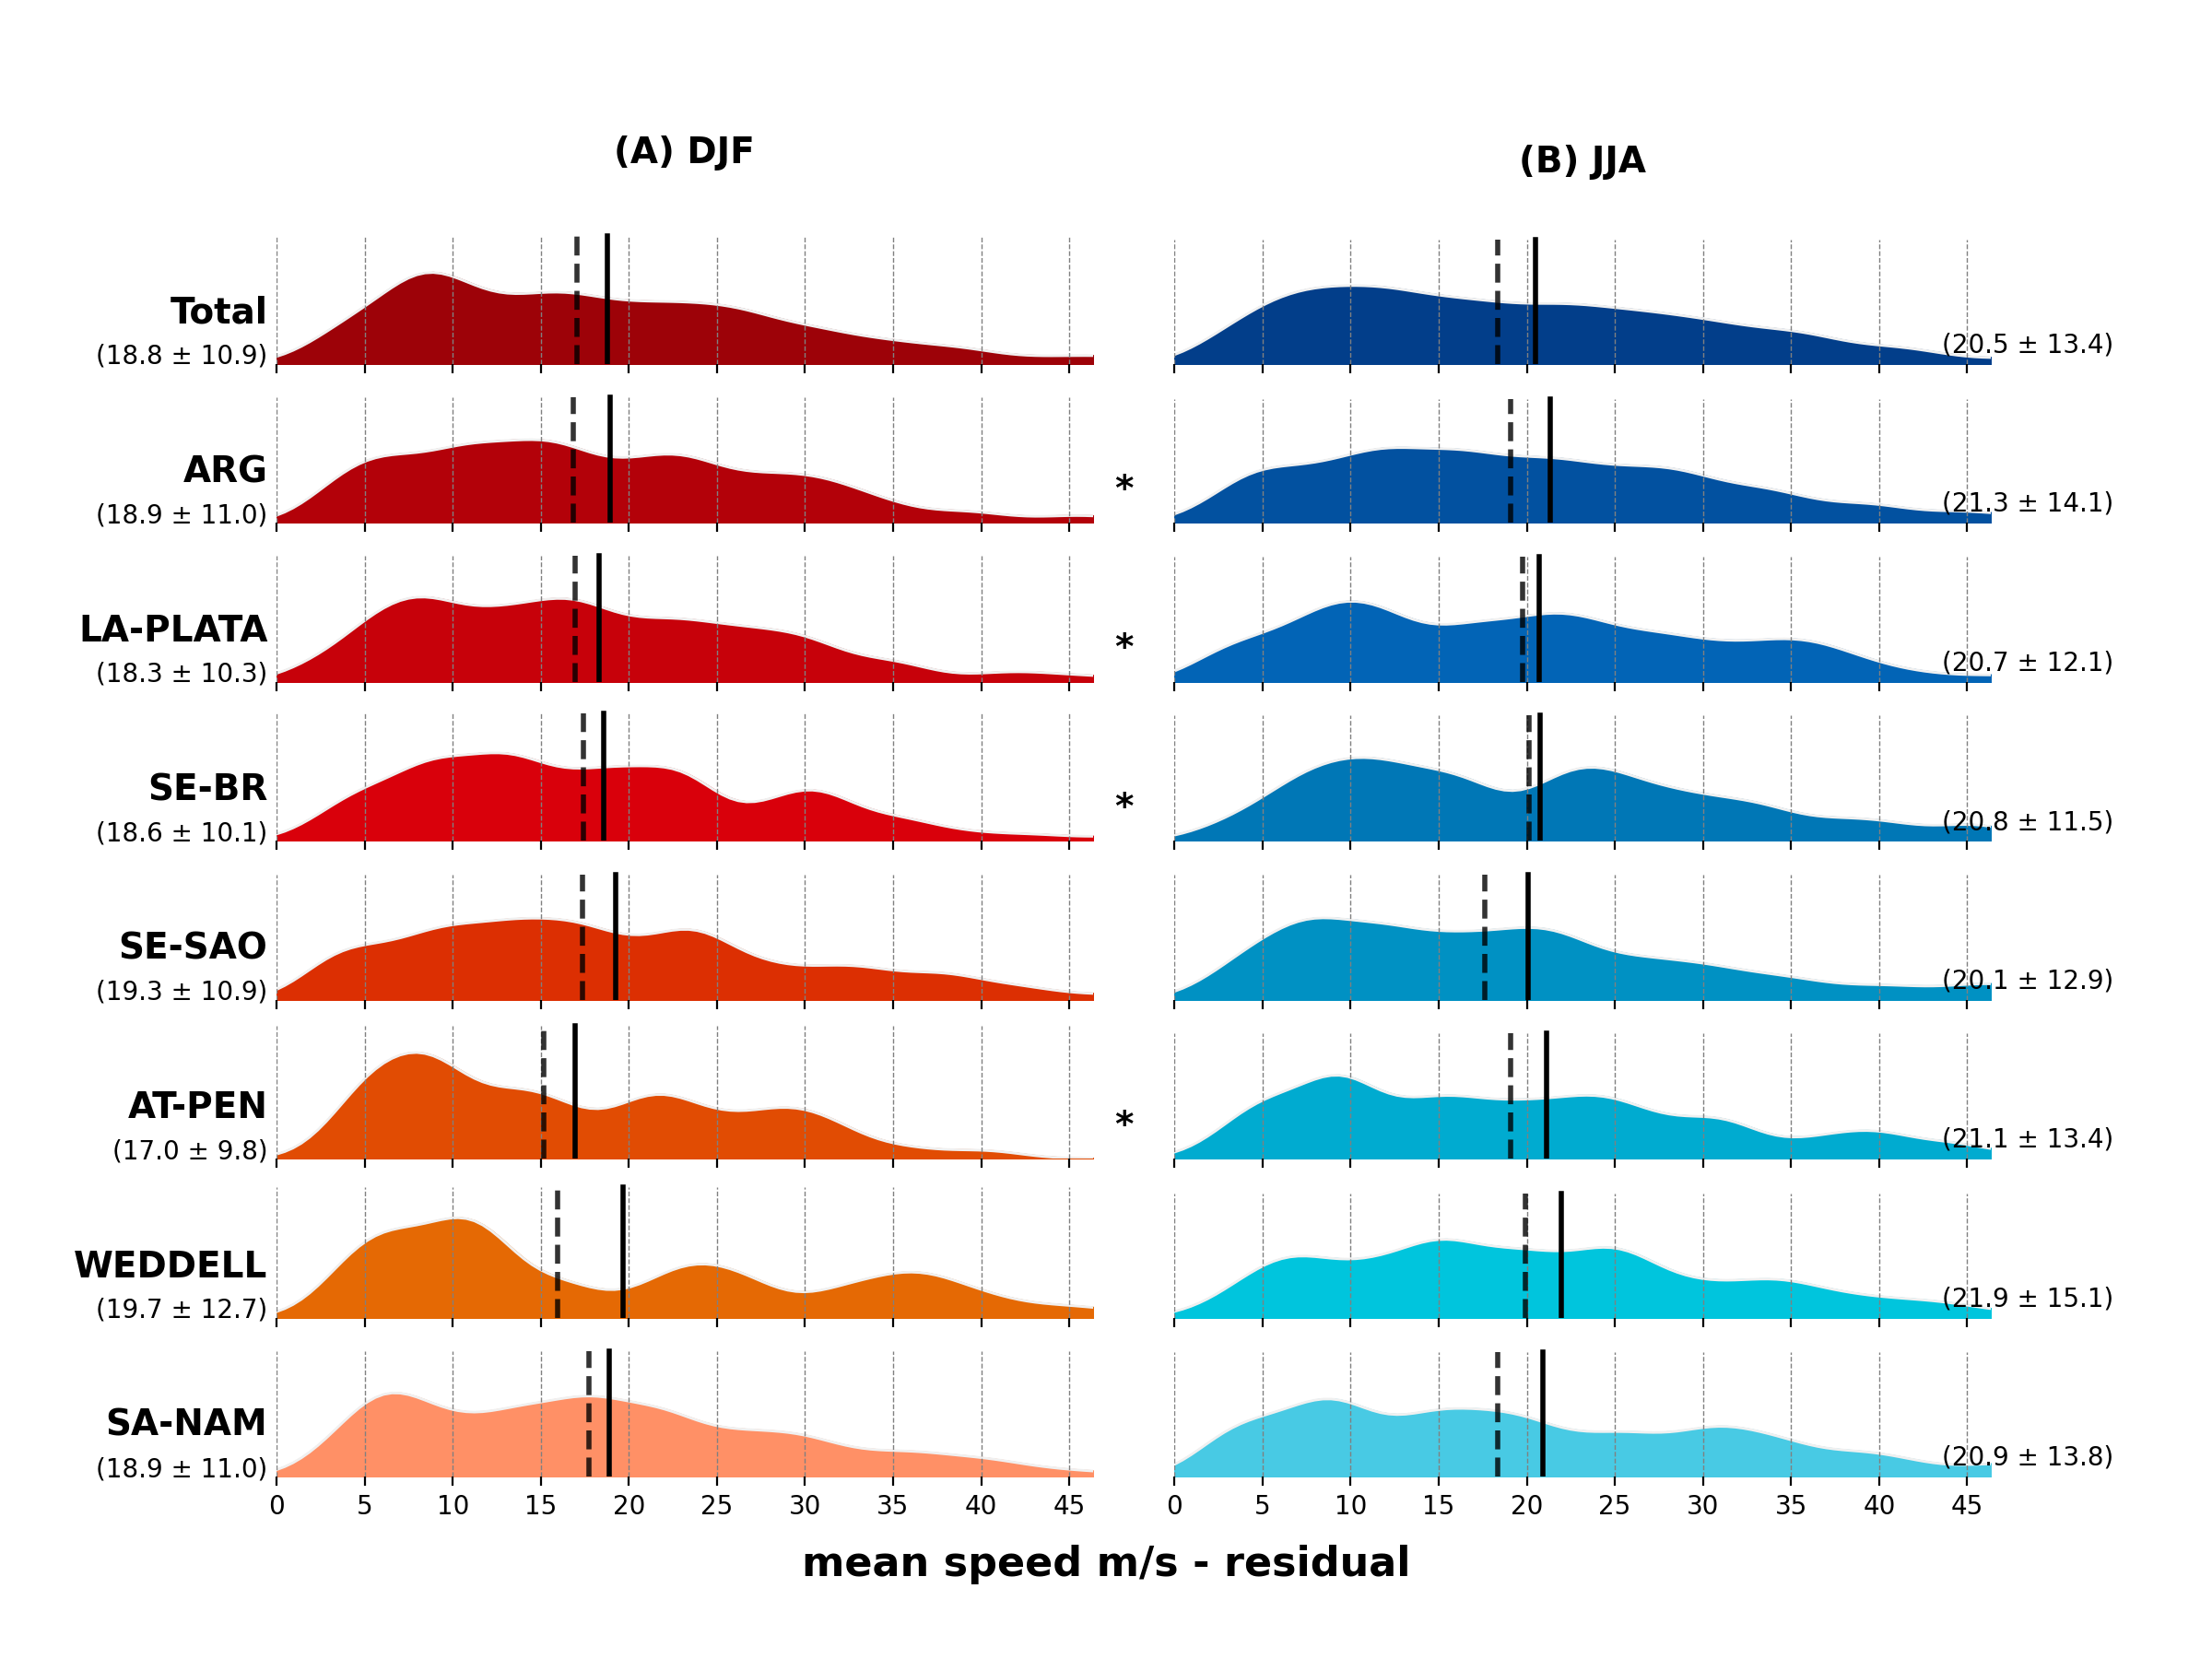 (A) DJF
(B) JJA
Total
(18.8 ± 10.9)
(20.5 ± 13.4)
ARG
(18.9 ± 11.0)
*
(21.3 ± 14.1)
LA-PLATA
(18.3 ± 10.3)
*
(20.7 ± 12.1)
SE-BR
(18.6 ± 10.1)
*
(20.8 ± 11.5)
SE-SAO
(19.3 ± 10.9)
(20.1 ± 12.9)
AT-PEN
(17.0 ± 9.8)
*
(21.1 ± 13.4)
WEDDELL
(19.7 ± 12.7)
(21.9 ± 15.1)
SA-NAM
(18.9 ± 11.0)
(20.9 ± 13.8)
0 5 10 15 20 25 30 35 40 45
0 5 10 15 20 25 30 35 40 45
mean speed m/s - residual